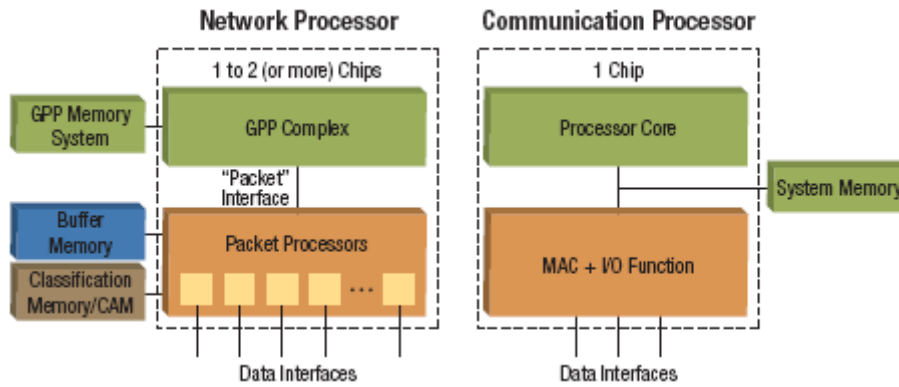 Network Processor
Communication Processor
1 to 2 (or more) Chips
1 Chip
GPP Memory
System
GPP Complex
Processor Core
“Packet”
Interface
System Memory
Buffer
Memory
Packet Processors
MAC + I/O Function
Classification
Memory/CAM
Data Interfaces
Data Interfaces